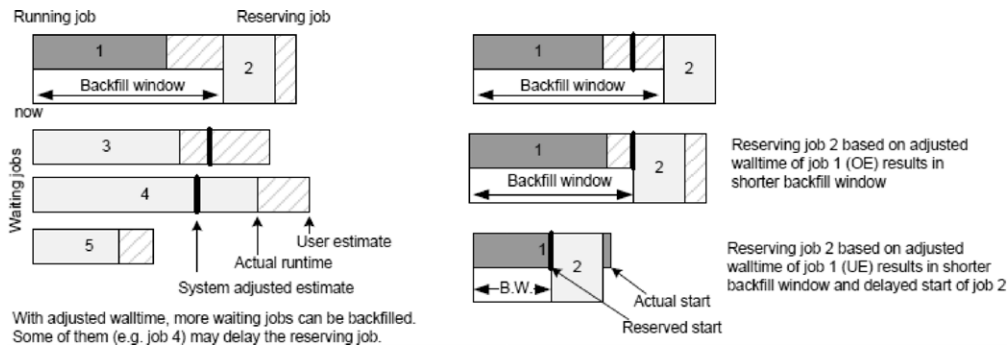 Running job
Reserving job
1
2
Backfill window
now
Waiting jobs
3
4
5
User estimate
Actual runtime
System adjusted estimate
With adjusted walltime, more waiting jobs can be backfilled.
Some of them (e.g. job 4) may delay the reserving job.
2
Backfill window
1
2
Backfill window
Reserving job 2 based on adjusted
walltime of job 1 (OE) results in
shorter backfill window
1
2
B.W.
Actual start
Reserved start
Reserving job 2 based on adjusted
walltime of job 1 (UE) results in shorter
backfill window and delayed start of job 2